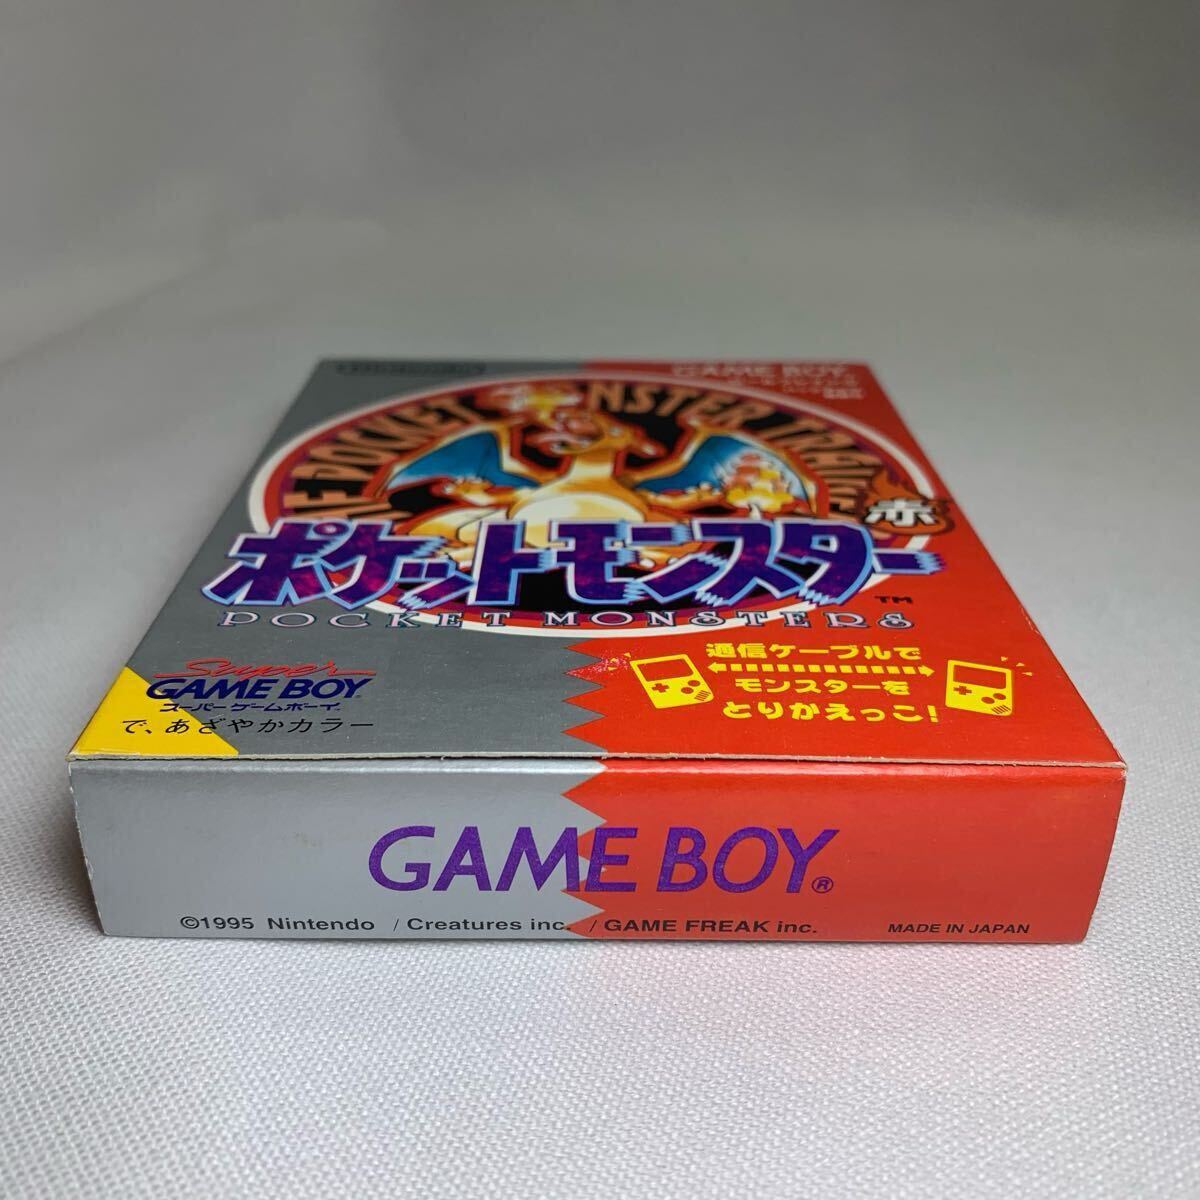 GAME BOY
POCKET MONSTER TRAINER
赤
ポケットモンスター
TM
POCKET MONSTERS
通信ケーブルで
モンスターを
とりかえっこ!
Super
GAME BOY
スーパーゲームボーイ
で、あざやかカラー
GAME BOY®
©1995 Nintendo / Creatures inc. / GAME FREAK inc. MADE IN JAPAN